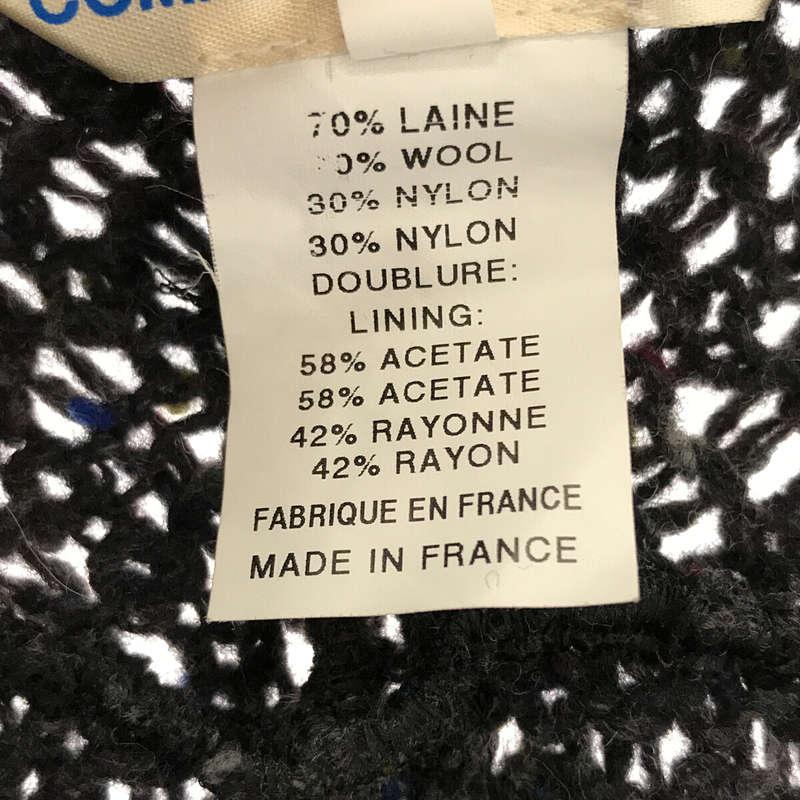 70% LAINE
0% WOOL
30% NYLON
30% NYLON
DOUBLURE:
LINING:
58% ACETATE
58% ACETATE
42% RAYONNE
42% RAYON
FABRIQUE EN FRANCE
MADE IN FRANCE